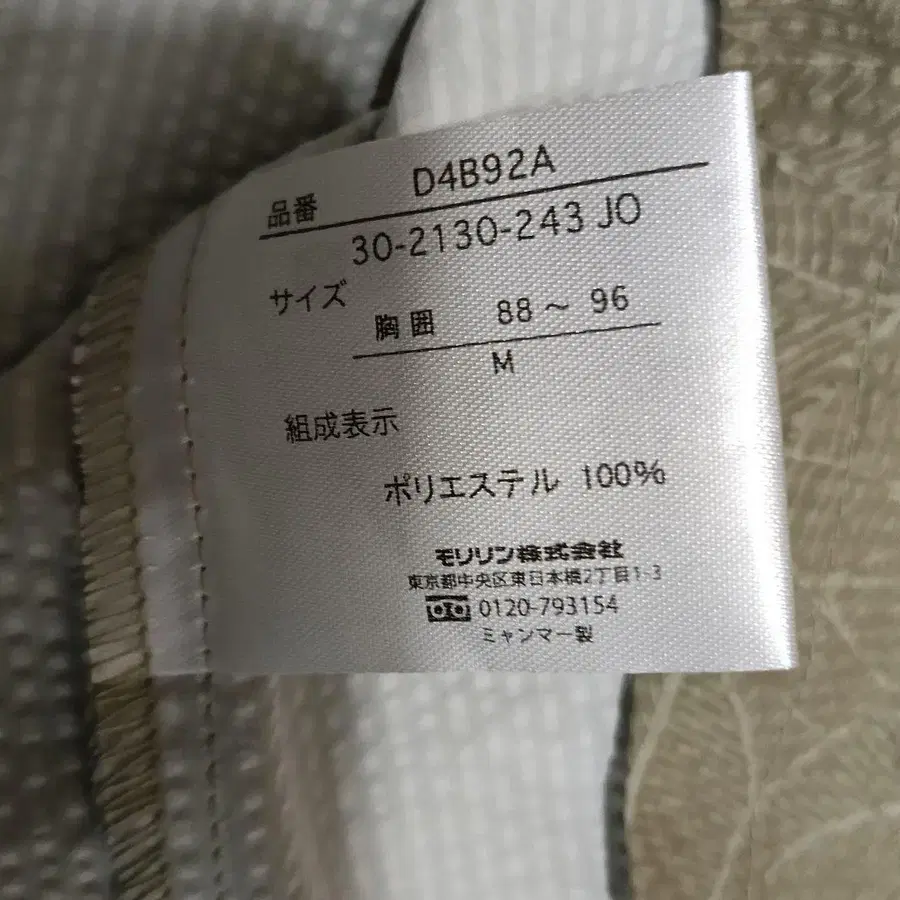 品番 D4B92A
30-2130-243 JO
サイズ
胸囲 88～96
M
組成表示
ポリエステル 100%
モリリン株式会社
東京都中央区東日本橋2丁目1-3
0120-793154
ミャンマー製